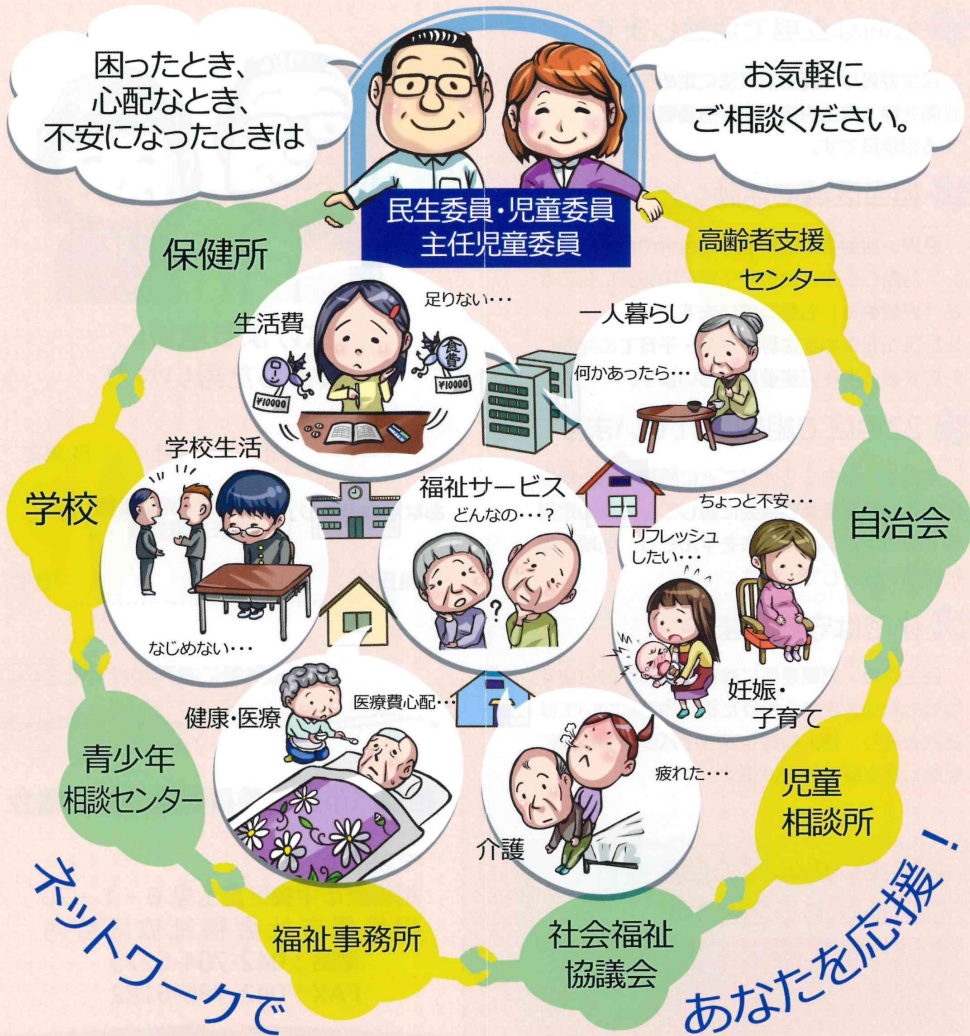 困ったとき、
心配なとき、
不安になったときは
お気軽に
ご相談ください。
民生委員・児童委員
主任児童委員
保健所
高齢者支援
センター
生活費
足りない・・・
ローン
¥10000
食費
¥10000
一人暮らし
何かあったら・・・
学校
学校生活
なじめない・・・
福祉サービス
どんなの・・・?
?
ちょっと不安・・・
リフレッシュ
したい・・・
妊娠・
子育て
自治会
健康・医療
医療費心配・・・
疲れた・・・
介護
青少年
相談センター
児童
相談所
福祉事務所
社会福祉
協議会
ネットワークで
あなたを応援!